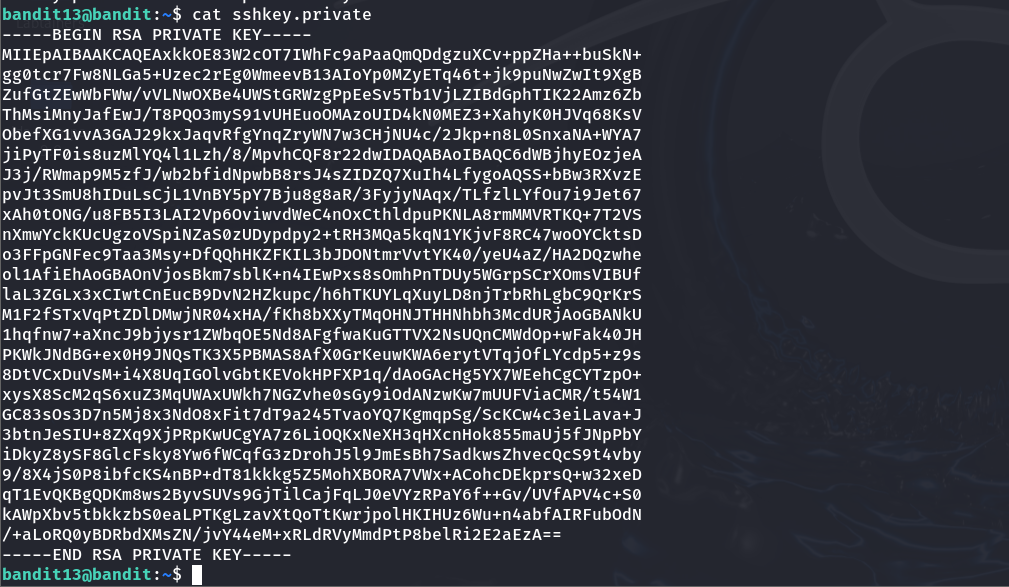 bandit13@bandit:~$ cat sshkey.private
-----BEGIN RSA PRIVATE KEY-----
MIIEpAIBAAKCAQEAxkkOE83W2cOT7IWhFc9aPaaQmQDdgzuXCv+ppZHa++buSkN+
gg0tcr7Fw8NLGa5+Uzec2rEg0WmeevB13AIoYp0MZyETq46t+jk9puNwZwIt9XgB
ZufGtZEwWbFWw/vVLNwOXBe4UWStGRWzgPpEeSv5Tb1VjLZIBdGphTIK22Amz6Zb
ThMsiMnyJafEwJ/T8PQO3myS91vUHEuoOMAzoUID4kN0MEZ3+XahyK0HJVq68KsV
ObefXG1vvA3GAJ29kxJaqvRfgYnqZryWN7w3CHjNU4c/2Jkp+n8L0SnxaNA+WYA7
jiPyTF0is8uzMlYQ4l1Lzh/8/MpvhCQF8r22dwIDAQABAoIBAQC6dWBjhyEOzjeA
J3j/RWmap9M5zfJ/wb2bfidNpwbB8rsJ4sZIDZQ7XuIh4LfygoAQSS+bBw3RXvzE
pvJt3SmU8hIDuLsCjL1VnBY5pY7Bju8g8aR/3FyjyNAqx/TLfzlLYfOu7i9Jet67
xAh0tONG/u8FB5I3LAI2Vp6OviwvdWeC4nOxCthldpuPKNLA8rmMMVRTKQ+7T2VS
nXmwYckKUcUgzoVSpiNZaS0zUDypdpy2+tRH3MQa5kqN1YKjvF8RC47woOYCktsD
o3FFpGNFec9Taa3Msy+DfQQhHKZFKIL3bJDONtmrVvtYK40/yeU4aZ/HA2DQzwhe
ol1AfiEhAoGBAOnVjosBkm7sblK+n4IEwPxs8sOmhPnTDUy5WGrpSCrXOmsVIBUf
laL3ZGLx3xCIwtCnEucB9DvN2HZkupc/h6hTKUYLqXuyLD8njTrbRhLgbC9QrKrS
M1F2fSTxVqPtZDlDMwjNR04xHA/fKh8bXXyTMqOHNJTHHNhbh3McdURjAoGBANkU
1hqfnw7+aXncJ9bjysr1ZWbqOE5Nd8AFgfwaKuGTTVX2NsUQnCMWdOp+wFak40JH
PKWkJNdBG+ex0H9JNQsTK3X5PBMAS8AfX0GrKeuwKWA6erytVTqjOfLYcdp5+z9s
8DtVCxDuVsM+i4X8UqIGOlvGbtKEVokHPFXP1q/dAoGAcHg5YX7WEehCgCYTzpO+
xysX8ScM2qS6xuZ3MqUWAxUWkh7NGZvhe0sGy9iOdANzwKw7mUUFViaCMR/t54W1
GC83sOs3D7n5Mj8x3NdO8xFit7dT9a245TvaoYQ7KgmqpSg/ScKCw4c3eiLava+J
3btnJeSIU+8ZXq9XjPRpKwUCgYA7z6LiOQKxNeXH3qHXcnHok855maUj5fJNpPbY
iDkyZ8ySF8GlcFsky8Yw6fWCqfG3zDrohJ5l9JmEsBh7SadkwsZhvecQcS9t4vby
9/8X4jS0P8ibfcKS4nBP+dT81kkkg5Z5MohXBORA7VWx+ACohcDEkprsQ+w32xeD
qT1EvQKBgQDKm8ws2ByvSUVs9GjTilCajFqLJ0eVYzRPaY6f++Gv/UVfAPV4c+S0
kAWpXbv5tbkkzbS0eaLPTKgLzavXtQoTtKwrjpolHKIHUz6Wu+n4abfAIRFubOdN
/+aLoRQ0yBDRbdXMsZN/jvY44eM+xRLdRVyMmdPtP8belRi2E2aEzA==
-----END RSA PRIVATE KEY-----
bandit13@bandit:~$